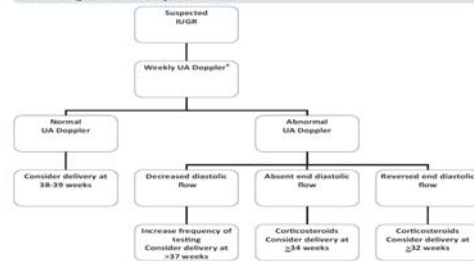 Suspected
IUGR
Weekly UA Doppler*
Normal
UA Doppler
Abnormal
UA Doppler
Consider delivery at
38-39 weeks
Decreased diastolic
flow
Absent end diastolic
flow
Reversed end diastolic
flow
Increase frequency of
testing
Consider delivery at
>37 weeks
Corticosteroids
Consider delivery at
≥34 weeks
Corticosteroids
Consider delivery at
≥32 weeks